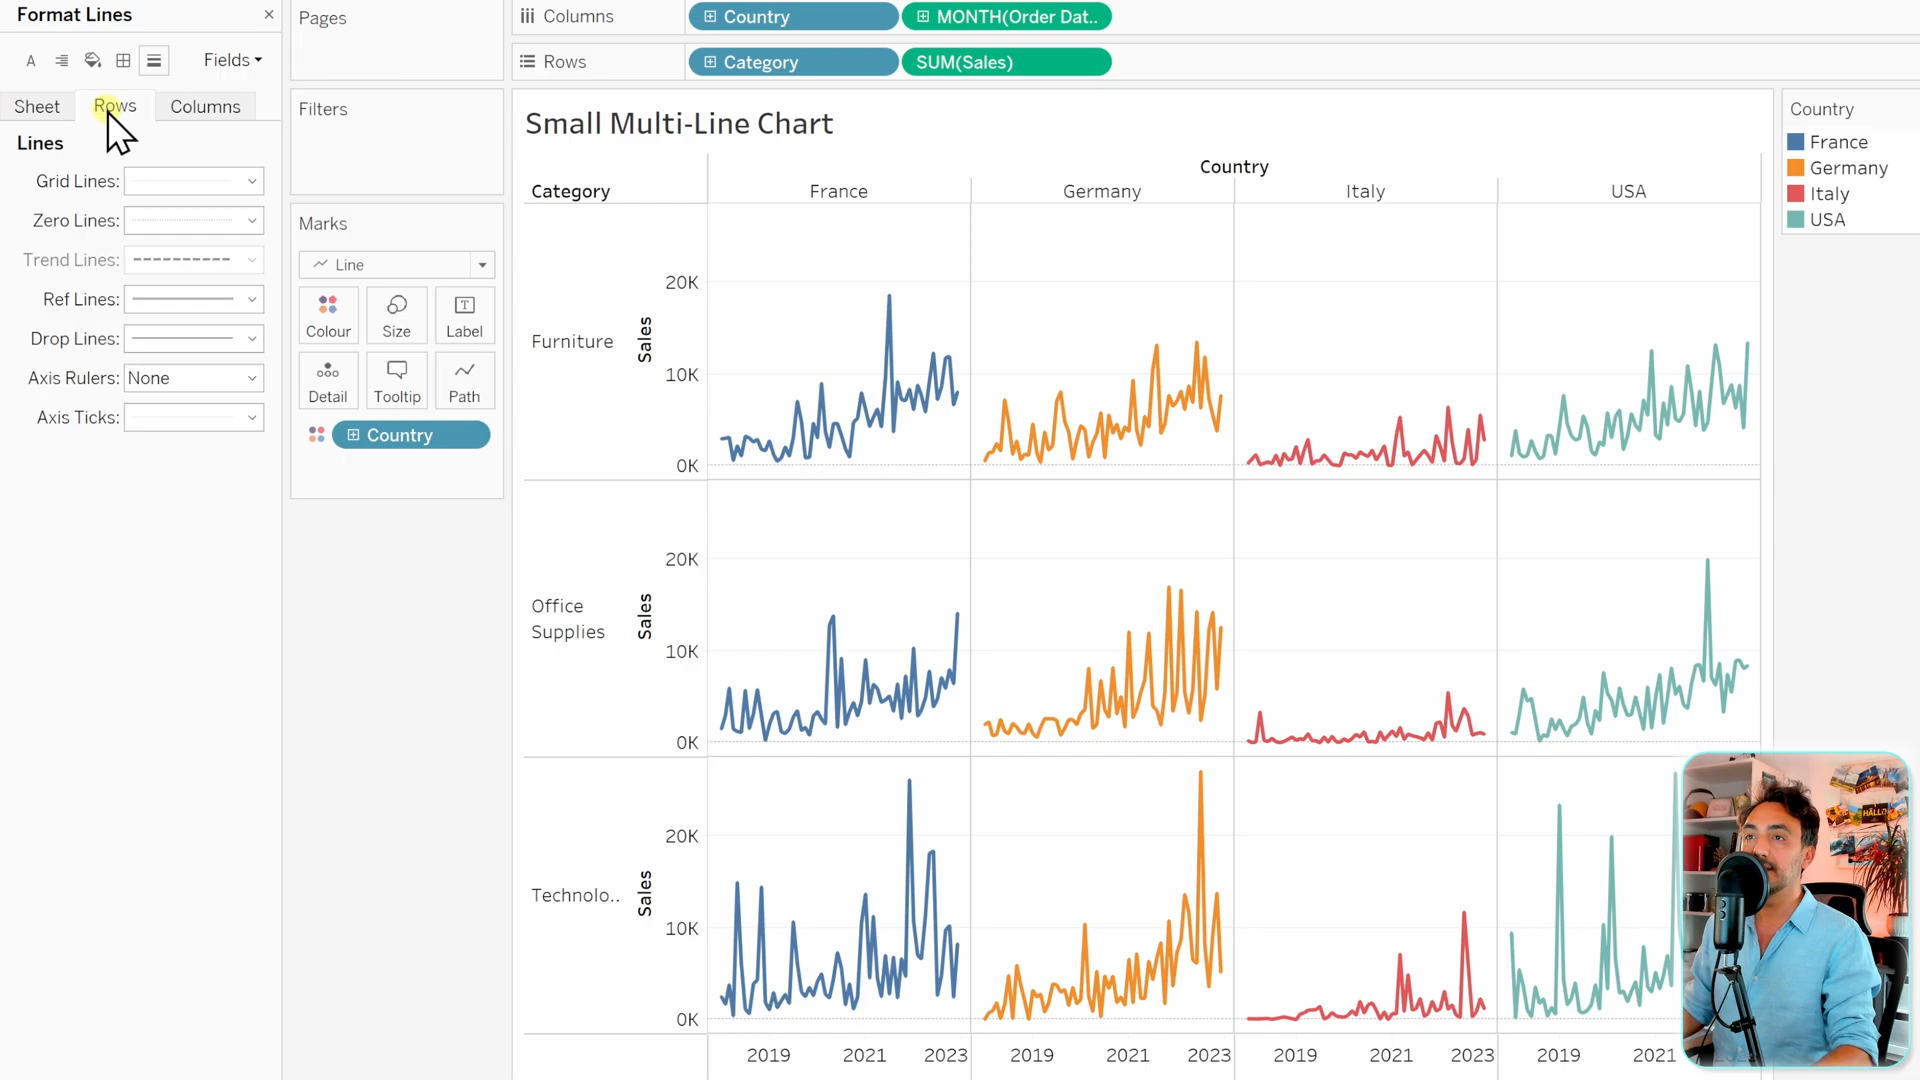 Format Lines
Fields
Sheet
Rows
Columns
Lines
Grid Lines:
Zero Lines:
Trend Lines:
Ref Lines:
Drop Lines:
Axis Rulers: None
Axis Ticks:
Pages
Filters
Marks
Line
Colour
Size
Label
Detail
Tooltip
Path
Country
Columns
Country
MONTH(Order Dat..
Rows
Category
SUM(Sales)
Small Multi-Line Chart
Country
Category
France
Germany
Italy
USA
Furniture
Sales
20K
10K
0K
Office
Supplies
Sales
20K
10K
0K
Technolo..
Sales
20K
10K
0K
2019
2021
2023
2019
2021
2023
2019
2021
2023
2019
2021
Country
France
Germany
Italy
USA
HALLO